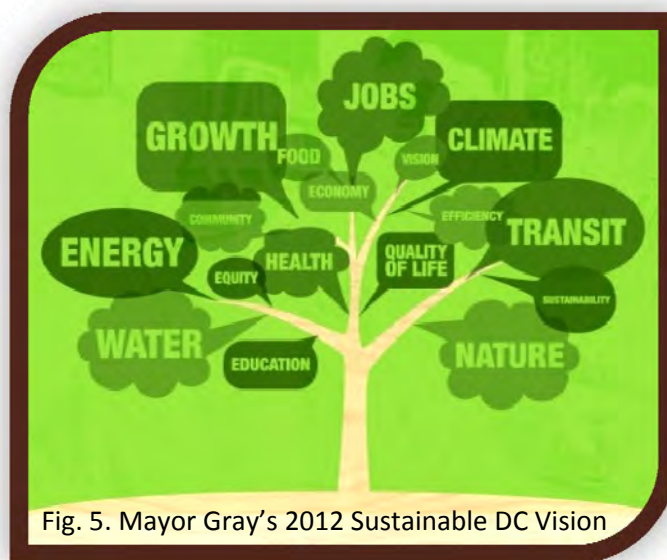 JOBS
GROWTH
FOOD
VISION
CLIMATE
ECONOMY
COMMUNITY
EFFICIENCY
TRANSIT
ENERGY
EQUITY
HEALTH
QUALITY
OF LIFE
SUSTAINABILITY
WATER
EDUCATION
NATURE
Fig. 5. Mayor Gray's 2012 Sustainable DC Vision